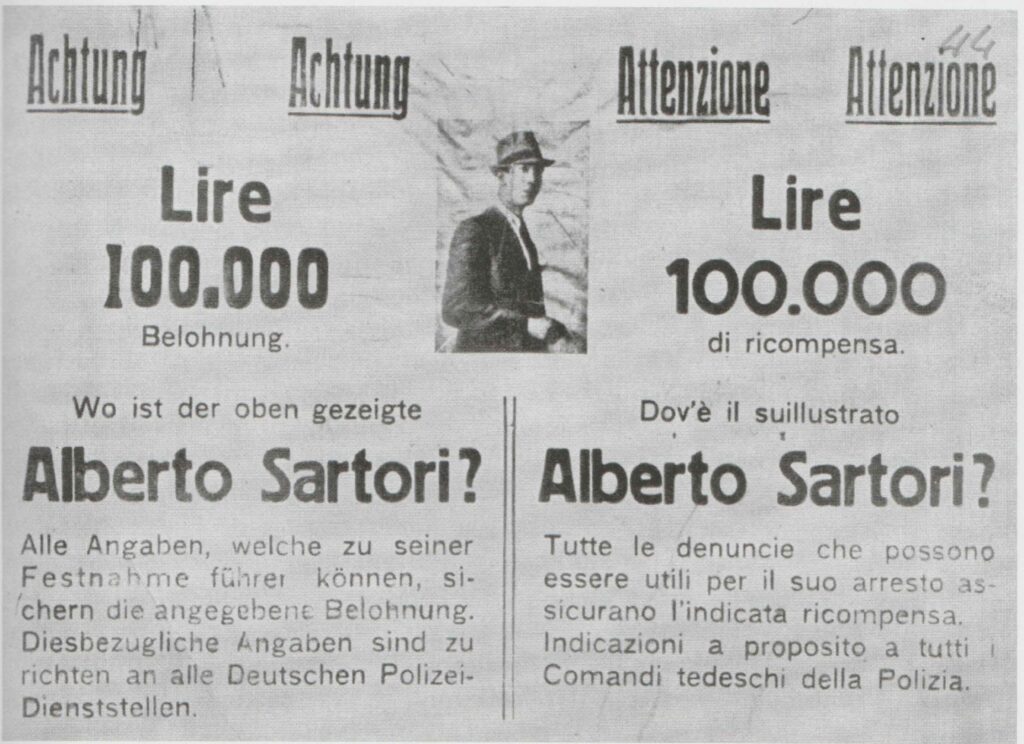 Achtung Achtung Attenzione Attenzione
44
Lire
100.000
Belohnung.
Lire
100.000
di ricompensa.
Wo ist der oben gezeigte
Alberto Sartori?
Alle Angaben, welche zu seiner
Festnahme führer können, si-
chern die angegebene Belohnung.
Diesbezugliche Angaben sind zu
richten an alle Deutschen Polizei-
Dienststellen.
Dov'è il suillustrato
Alberto Sartori?
Tutte le denuncie che possono
essere utili per il suo arresto as-
sicurano l'indicata ricompensa.
Indicazioni a proposito a tutti i
Comandi tedeschi della Polizia.